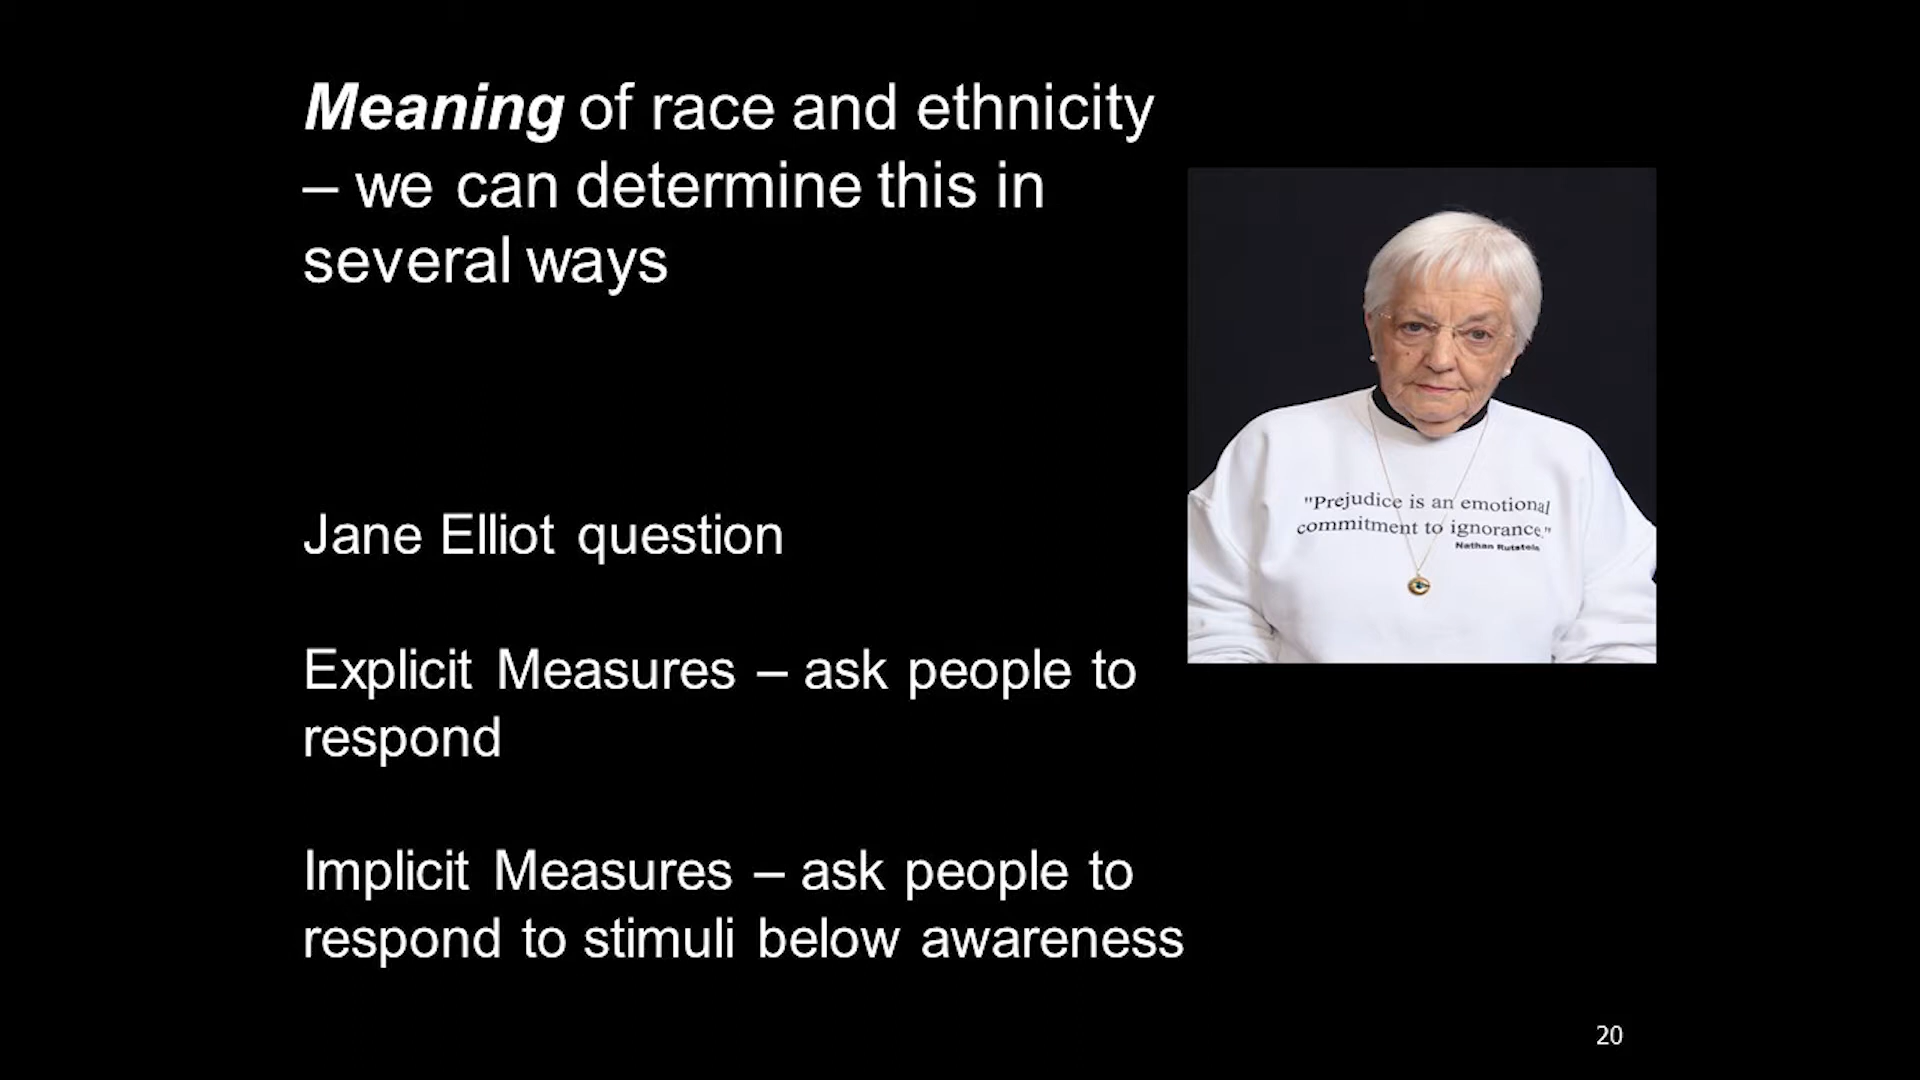 Meaning of race and ethnicity
– we can determine this in
several ways
Jane Elliot question
Explicit Measures – ask people to
respond
Implicit Measures – ask people to
respond to stimuli below awareness
"Prejudice is an emotional
commitment to ignorance."
Nathan Rutstein
20